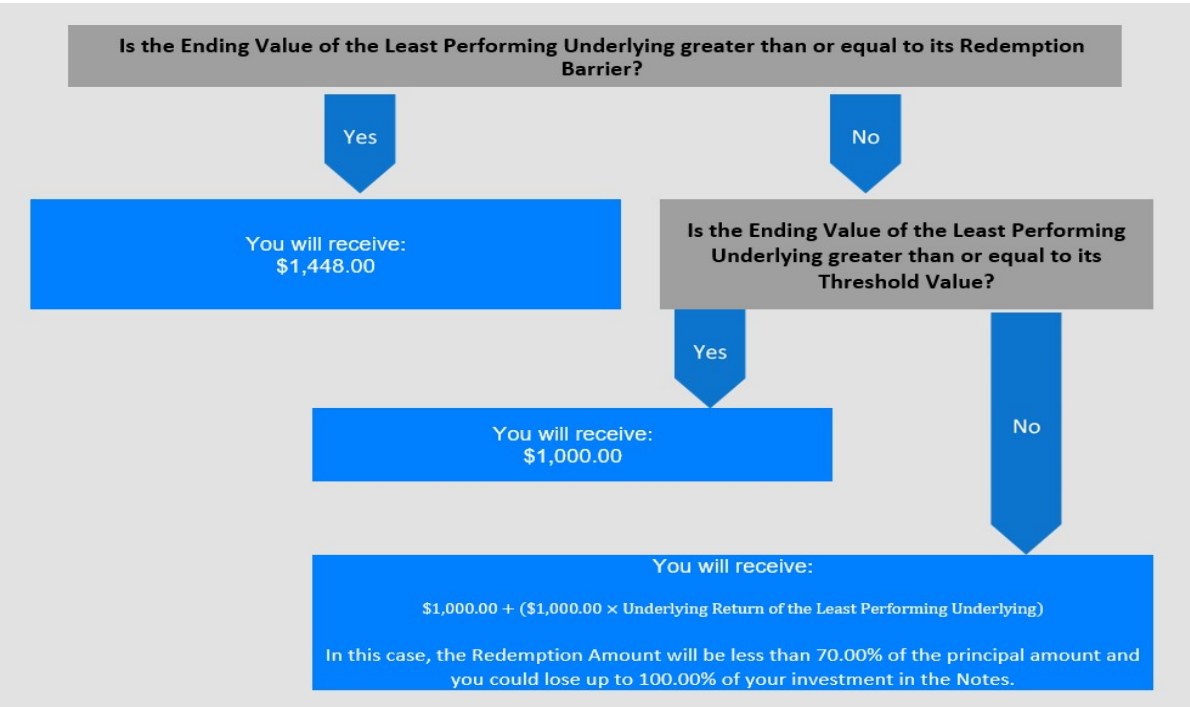 Is the Ending Value of the Least Performing Underlying greater than or equal to its Redemption
Barrier?
Yes
No
You will receive:
$1,448.00
Is the Ending Value of the Least Performing
Underlying greater than or equal to its
Threshold Value?
Yes
No
You will receive:
$1,000.00
You will receive:
$1,000.00 + ($1,000.00 × Underlying Return of the Least Performing Underlying)
In this case, the Redemption Amount will be less than 70.00% of the principal amount and
you could lose up to 100.00% of your investment in the Notes.